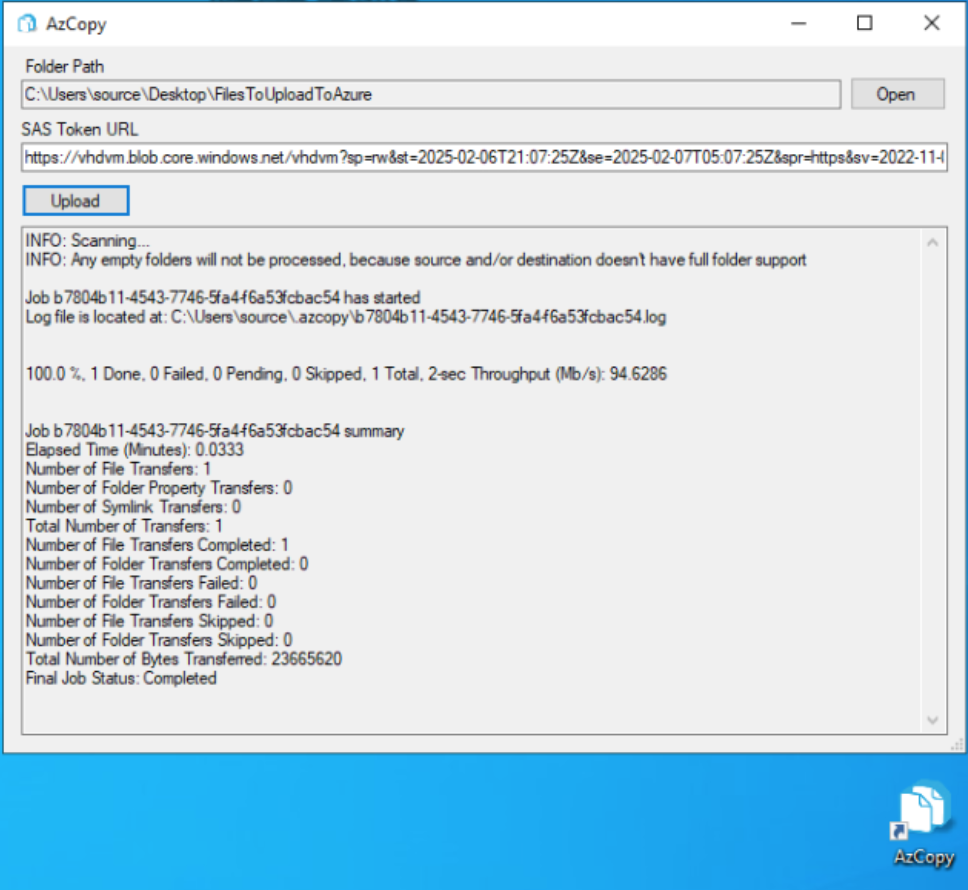 AzCopy
Folder Path
C:\Users\source\Desktop\FilesToUploadToAzure
Open
SAS Token URL
https://vhdvm.blob.core.windows.net/vhdvm?sp=rw&st=2025-02-06T21:07:25Z&se=2025-02-07T05:07:25Z&spr=https&sv=2022-11-
Upload
INFO: Scanning...
INFO: Any empty folders will not be processed, because source and/or destination doesn't have full folder support
Job b7804b11-4543-7746-5fa4-f6a53fcbac54 has started
Log file is located at: C:\Users\source\.azcopy\b7804b11-4543-7746-5fa4-f6a53fcbac54.log
100.0 %, 1 Done, 0 Failed, 0 Pending, 0 Skipped, 1 Total, 2-sec Throughput (Mb/s): 94.6286
Job b7804b11-4543-7746-5fa4-f6a53fcbac54 summary
Elapsed Time (Minutes): 0.0333
Number of File Transfers: 1
Number of Folder Property Transfers: 0
Number of Symlink Transfers: 0
Total Number of Transfers: 1
Number of File Transfers Completed: 1
Number of Folder Transfers Completed: 0
Number of File Transfers Failed: 0
Number of Folder Transfers Failed: 0
Number of File Transfers Skipped: 0
Number of Folder Transfers Skipped: 0
Total Number of Bytes Transferred: 23665620
Final Job Status: Completed
AzCopy